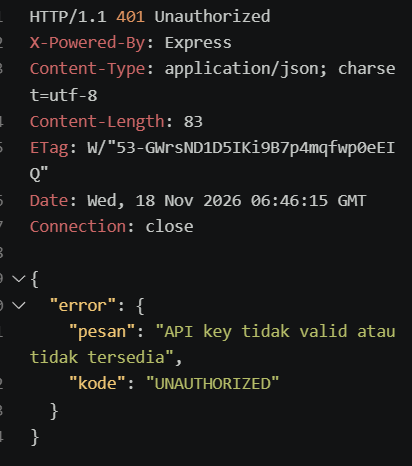 HTTP/1.1 401 Unauthorized
X-Powered-By: Express
Content-Type: application/json; charse
t=utf-8
Content-Length: 83
ETag: W/"53-GWrsND1D5IKi9B7p4mqfwp0eEI
Q"
Date: Wed, 18 Nov 2026 06:46:15 GMT
Connection: close
{
"error": {
"pesan": "API key tidak valid atau
tidak tersedia",
"kode": "UNAUTHORIZED"
}
}